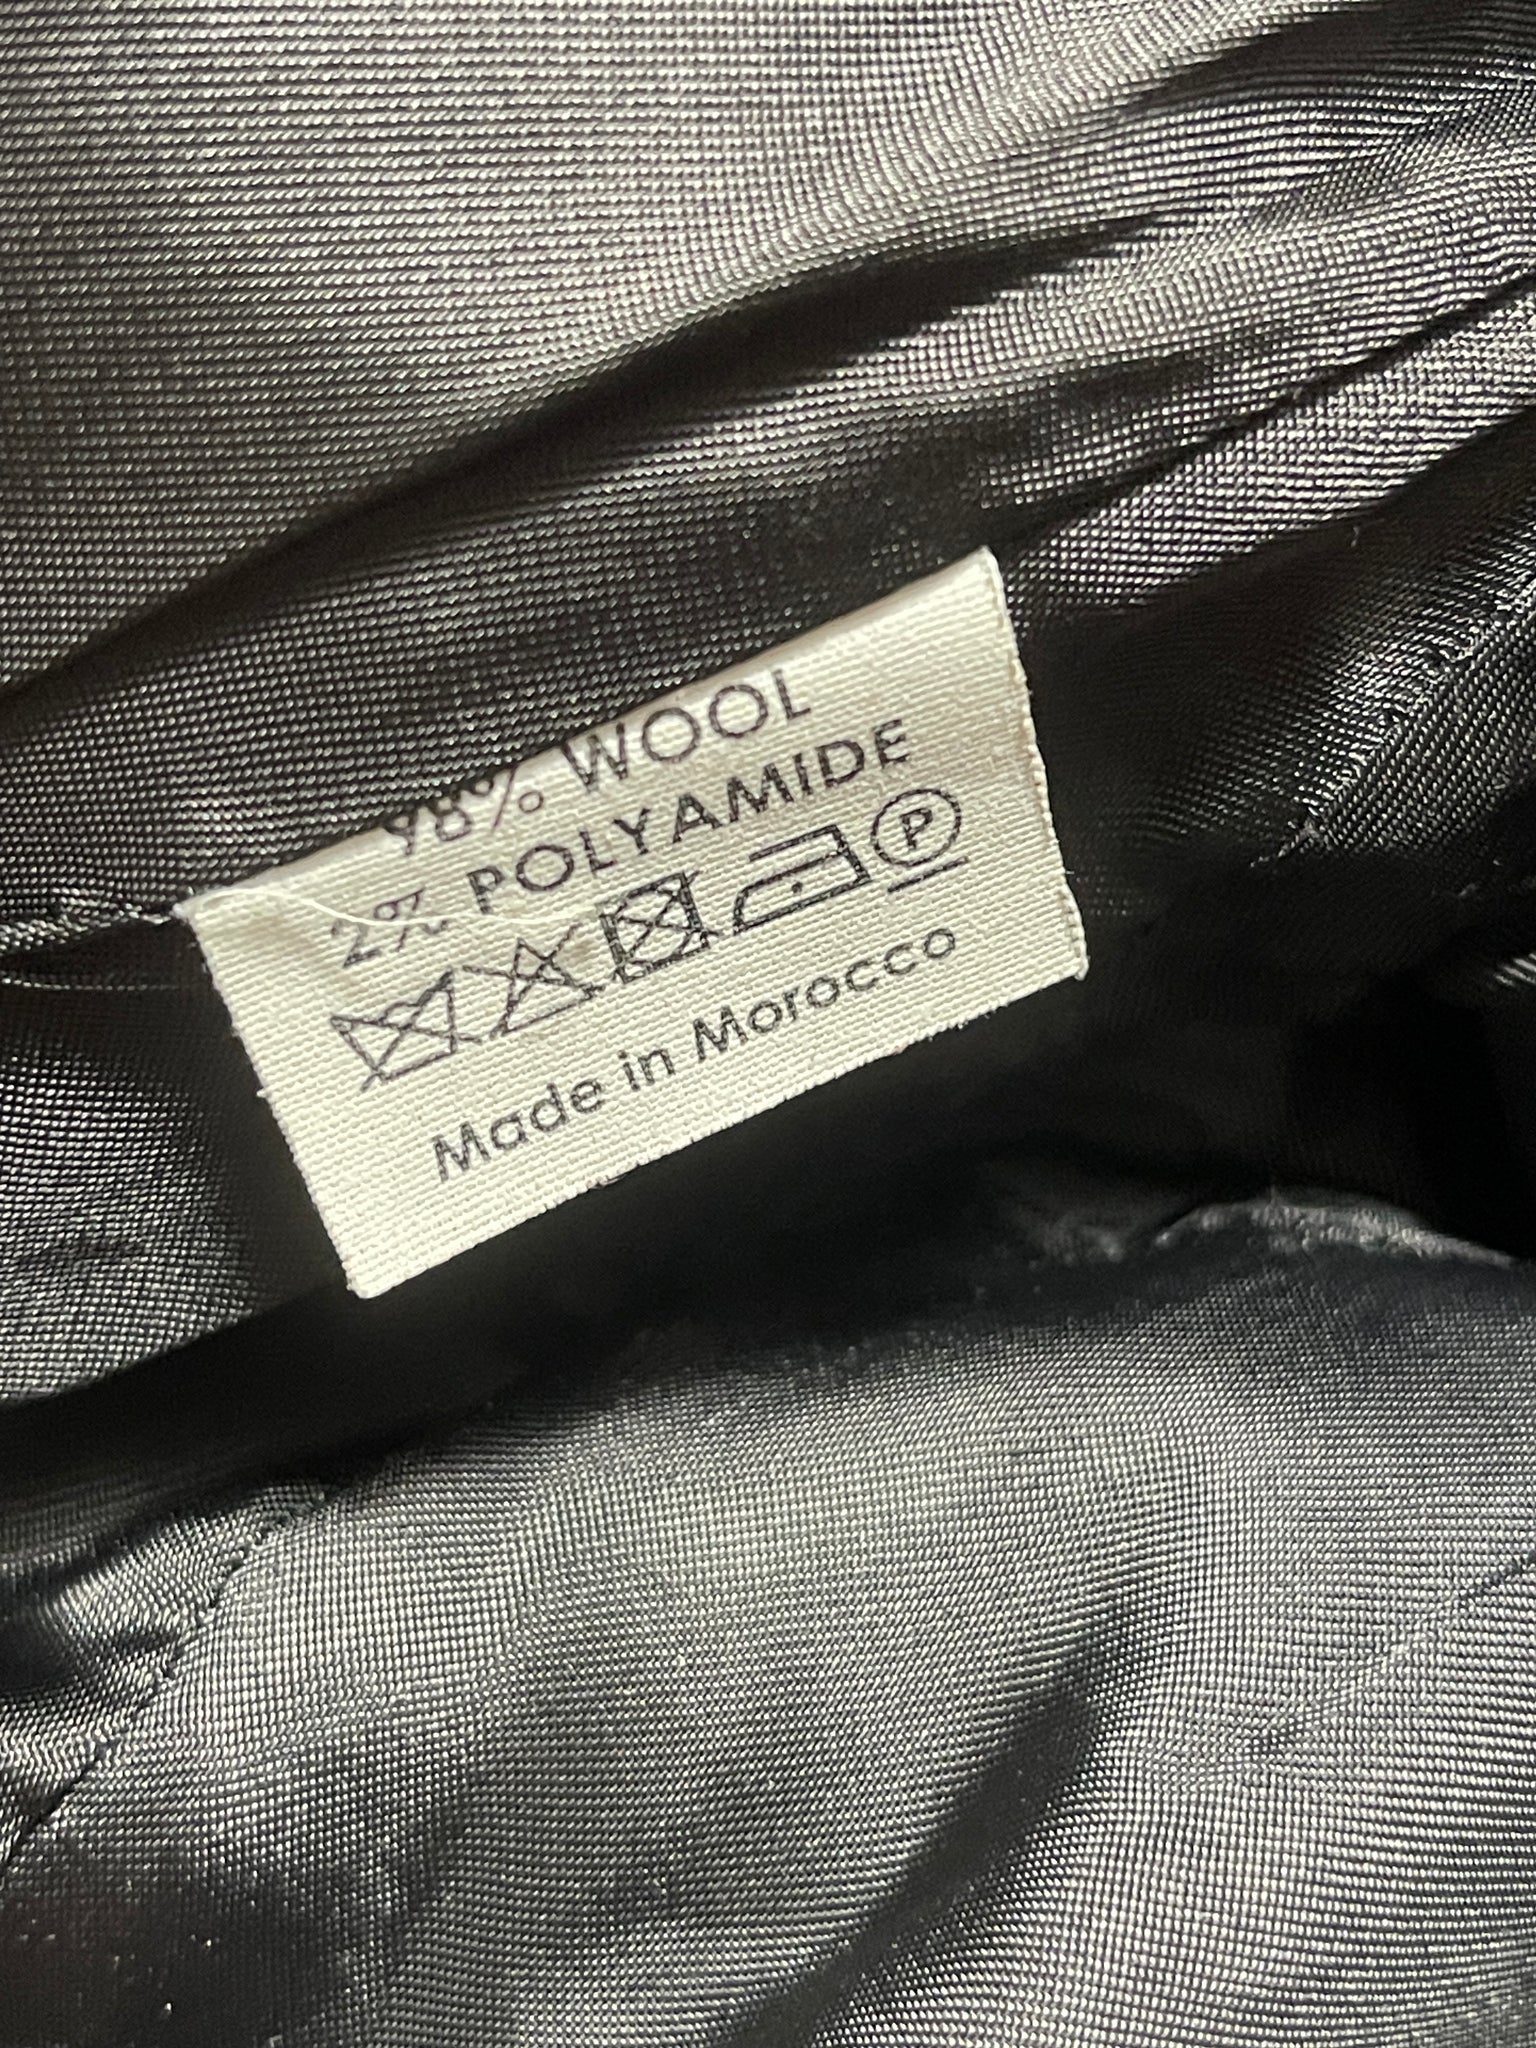 98% WOOL
2% POLYAMIDE
P
Made in Morocco